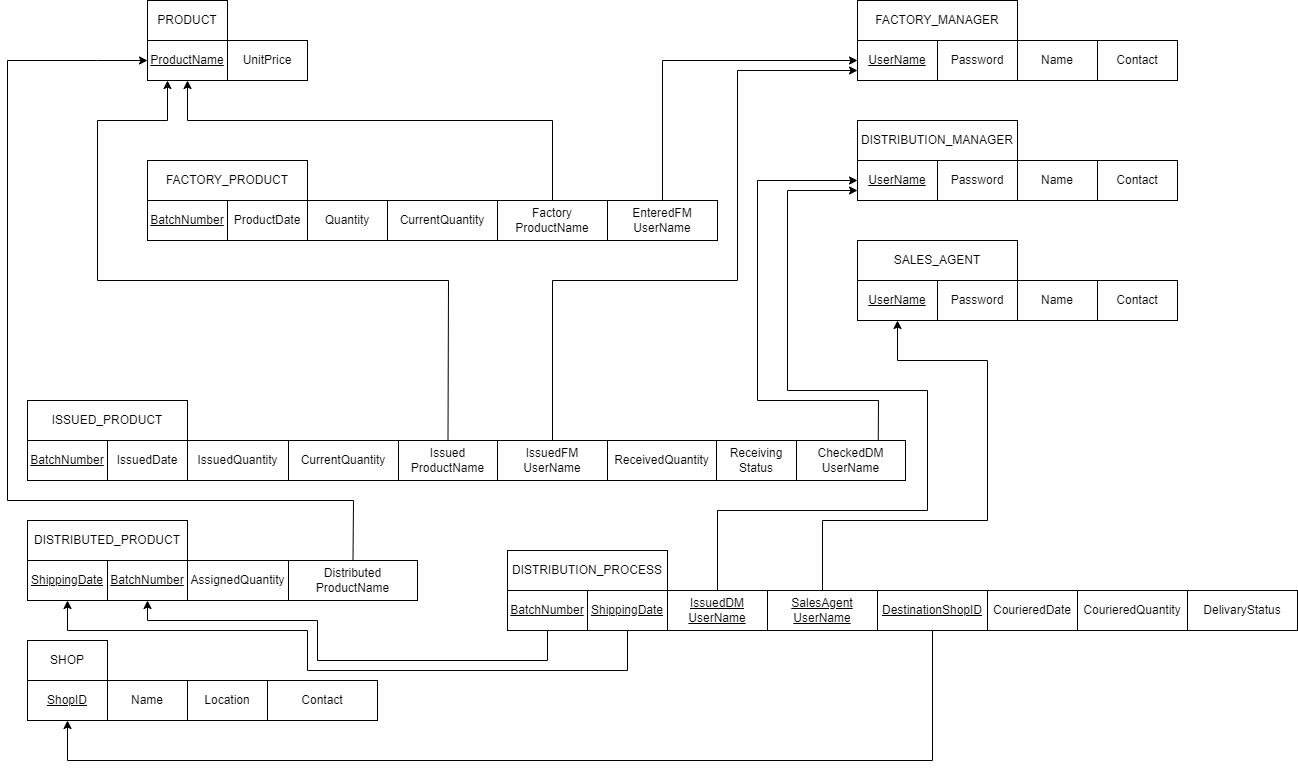 PRODUCT
ProductName UnitPrice
FACTORY_MANAGER
UserName Password Name Contact
DISTRIBUTION_MANAGER
UserName Password Name Contact
FACTORY_PRODUCT
BatchNumber ProductDate Quantity CurrentQuantity Factory
ProductName EnteredFM
UserName
SALES_AGENT
UserName Password Name Contact
ISSUED_PRODUCT
BatchNumber IssuedDate IssuedQuantity CurrentQuantity Issued
ProductName IssuedFM
UserName ReceivedQuantity Receiving
Status CheckedDM
UserName
DISTRIBUTED_PRODUCT
ShippingDate BatchNumber AssignedQuantity Distributed
ProductName
DISTRIBUTION_PROCESS
BatchNumber ShippingDate IssuedDM
UserName SalesAgent
UserName DestinationShopID CourieredDate CourieredQuantity DelivaryStatus
SHOP
ShopID Name Location Contact